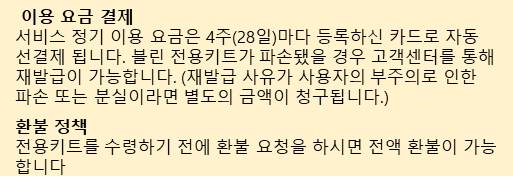 이용 요금 결제
서비스 정기 이용 요금은 4주(28일)마다 등록하신 카드로 자동
선결제 됩니다. 블린 전용키트가 파손됐을 경우 고객센터를 통해
재발급이 가능합니다. (재발급 사유가 사용자의 부주의로 인한
파손 또는 분실이라면 별도의 금액이 청구됩니다.)
환불 정책
전용키트를 수령하기 전에 환불 요청을 하시면 전액 환불이 가능
합니다